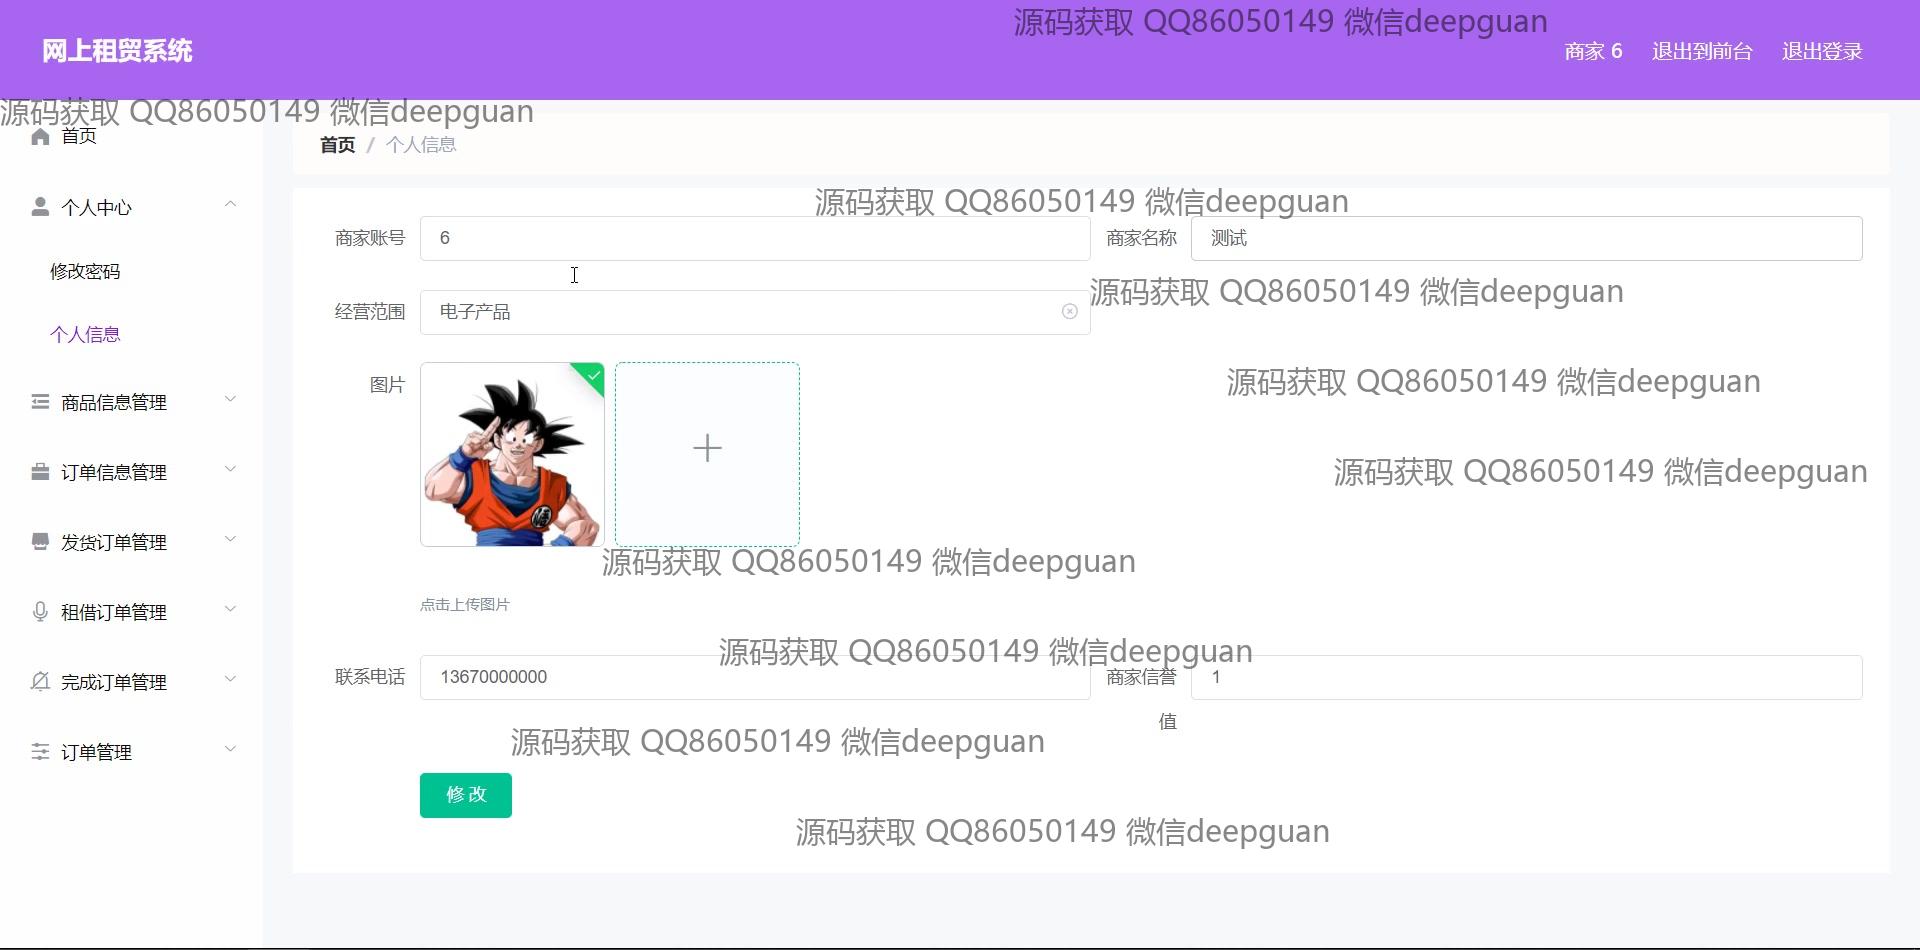 源码获取 QQ86050149 微信deepguan
网上租贸系统
商家 6 退出到前台 退出登录
源码获取 QQ86050149 微信deepguan
首页
首页 / 个人信息
个人中心
源码获取 QQ86050149 微信deepguan
商家账号 6 商家名称 测试
修改密码
源码获取 QQ86050149 微信deepguan
经营范围 电子产品
个人信息
图片
源码获取 QQ86050149 微信deepguan
商品信息管理
订单信息管理
源码获取 QQ86050149 微信deepguan
悟
发货订单管理
源码获取 QQ86050149 微信deepguan
点击上传图片
租借订单管理
源码获取 QQ86050149 微信deepguan
联系电话 13670000000 商家信誉 1
值
完成订单管理
源码获取 QQ86050149 微信deepguan
订单管理
修改
源码获取 QQ86050149 微信deepguan